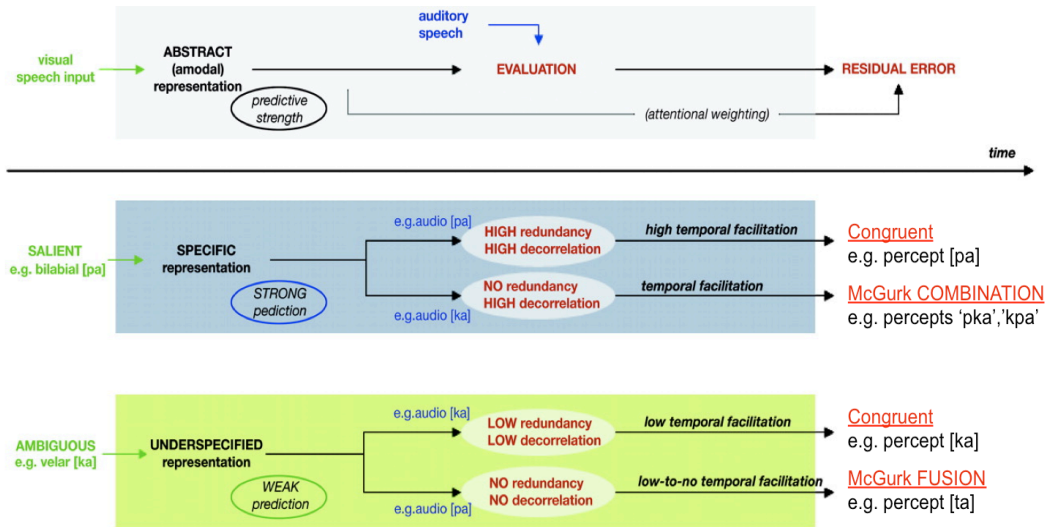 auditory
speech
visual
speech input
ABSTRACT
(amodal)
representation
EVALUATION
RESIDUAL ERROR
predictive
strength
(attentional weighting)
time
SALIENT
e.g. bilabial [pa]
SPECIFIC
representation
STRONG
pediction
e.g.audio [pa]
HIGH redundancy
HIGH decorrelation
high temporal facilitation
Congruent
e.g. percept [pa]
NO redundancy
HIGH decorrelation
e.g.audio [ka]
temporal facilitation
McGurk COMBINATION
e.g. percepts ‘pka’,’kpa’
AMBIGUOUS
e.g. velar [ka]
UNDERSPECIFIED
representation
WEAK
prediction
e.g.audio [ka]
LOW redundancy
LOW decorrelation
low temporal facilitation
Congruent
e.g. percept [ka]
NO redundancy
NO decorrelation
e.g.audio [pa]
low-to-no temporal facilitation
McGurk FUSION
e.g. percept [ta]